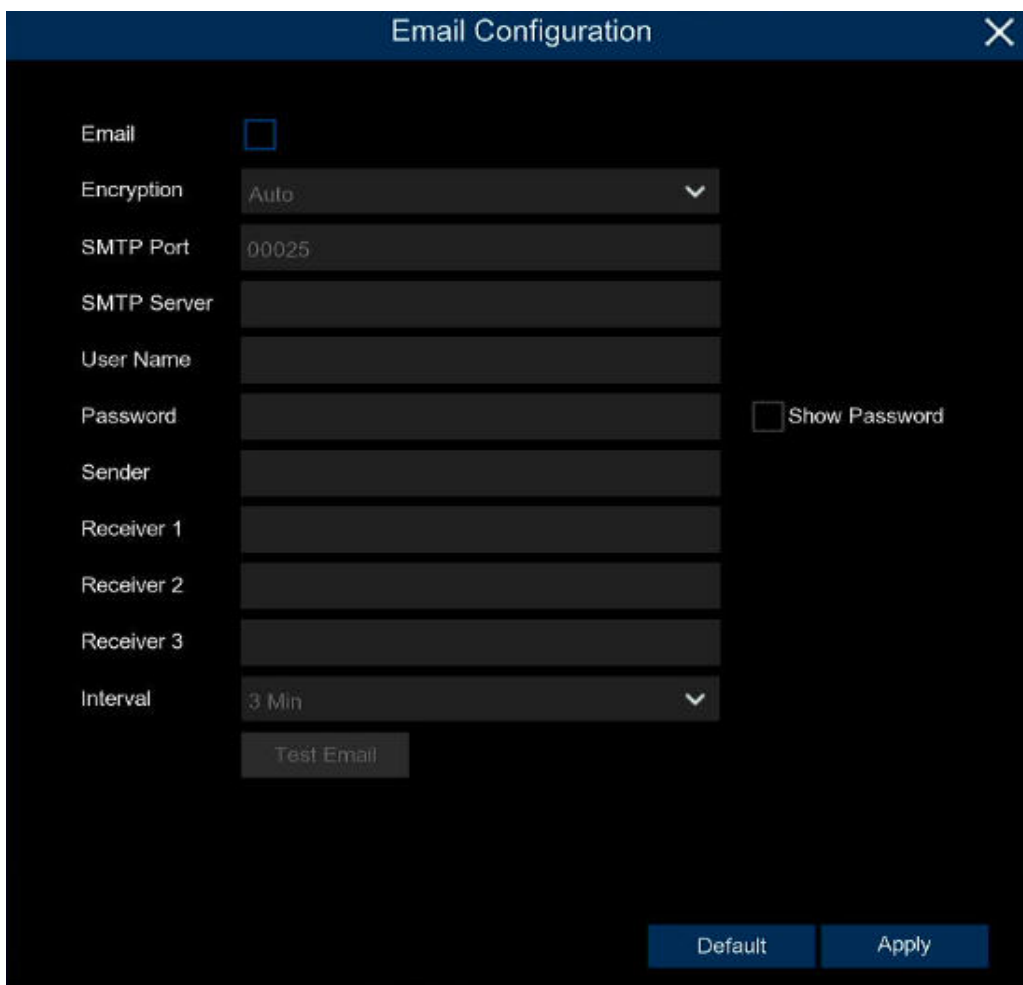 Email Configuration
Email
Encryption Auto
SMTP Port 00025
SMTP Server
User Name
Password Show Password
Sender
Receiver 1
Receiver 2
Receiver 3
Interval 3 Min
Test Email
Default Apply